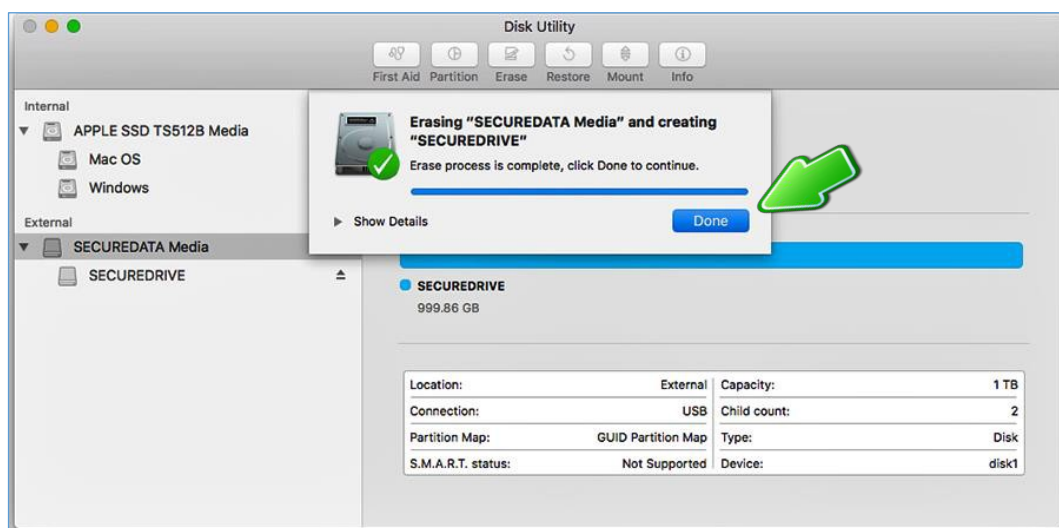 Disk Utility
First Aid Partition Erase Restore Mount Info
Internal
APPLE SSD TS512B Media
Mac OS
Windows
External
SECUREDATA Media
SECUREDRIVE
Erasing “SECUREDATA Media” and creating
“SECUREDRIVE”
Erase process is complete, click Done to continue.
Show Details
Done
SECUREDRIVE
999.86 GB
Location: External Capacity: 1 TB
Connection: USB Child count: 2
Partition Map: GUID Partition Map Type: Disk
S.M.A.R.T. status: Not Supported Device: disk1